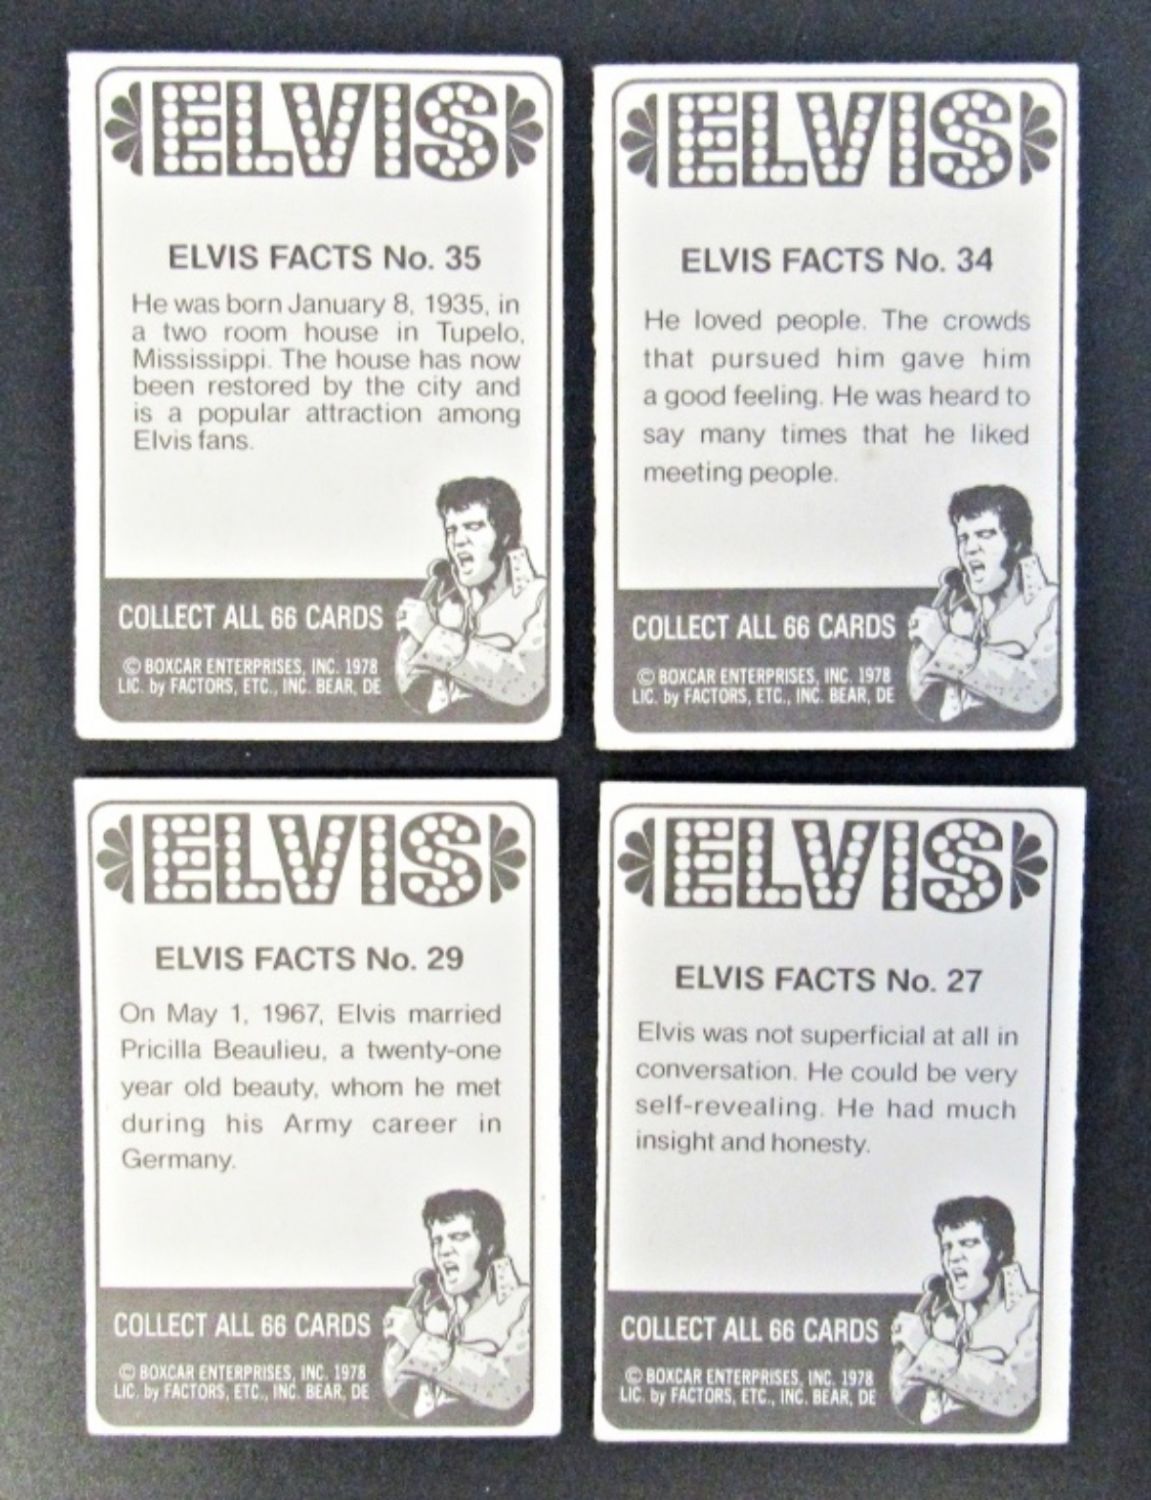 ELVIS
ELVIS FACTS No. 35
He was born January 8, 1935, in
a two room house in Tupelo,
Mississippi. The house has now
been restored by the city and
is a popular attraction among
Elvis fans.
COLLECT ALL 66 CARDS
© BOXCAR ENTERPRISES, INC. 1978
LIC. by FACTORS, ETC., INC. BEAR, DE
ELVIS
ELVIS FACTS No. 34
He loved people. The crowds
that pursued him gave him
a good feeling. He was heard to
say many times that he liked
meeting people.
COLLECT ALL 66 CARDS
© BOXCAR ENTERPRISES, INC. 1978
LIC. by FACTORS, ETC., INC. BEAR, DE
ELVIS
ELVIS FACTS No. 29
On May 1, 1967, Elvis married
Pricilla Beaulieu, a twenty-one
year old beauty, whom he met
during his Army career in
Germany.
COLLECT ALL 66 CARDS
© BOXCAR ENTERPRISES, INC. 1978
LIC. by FACTORS, ETC., INC. BEAR, DE
ELVIS
ELVIS FACTS No. 27
Elvis was not superficial at all in
conversation. He could be very
self-revealing. He had much
insight and honesty.
COLLECT ALL 66 CARDS
© BOXCAR ENTERPRISES, INC. 1978
LIC. by FACTORS, ETC., INC. BEAR, DE